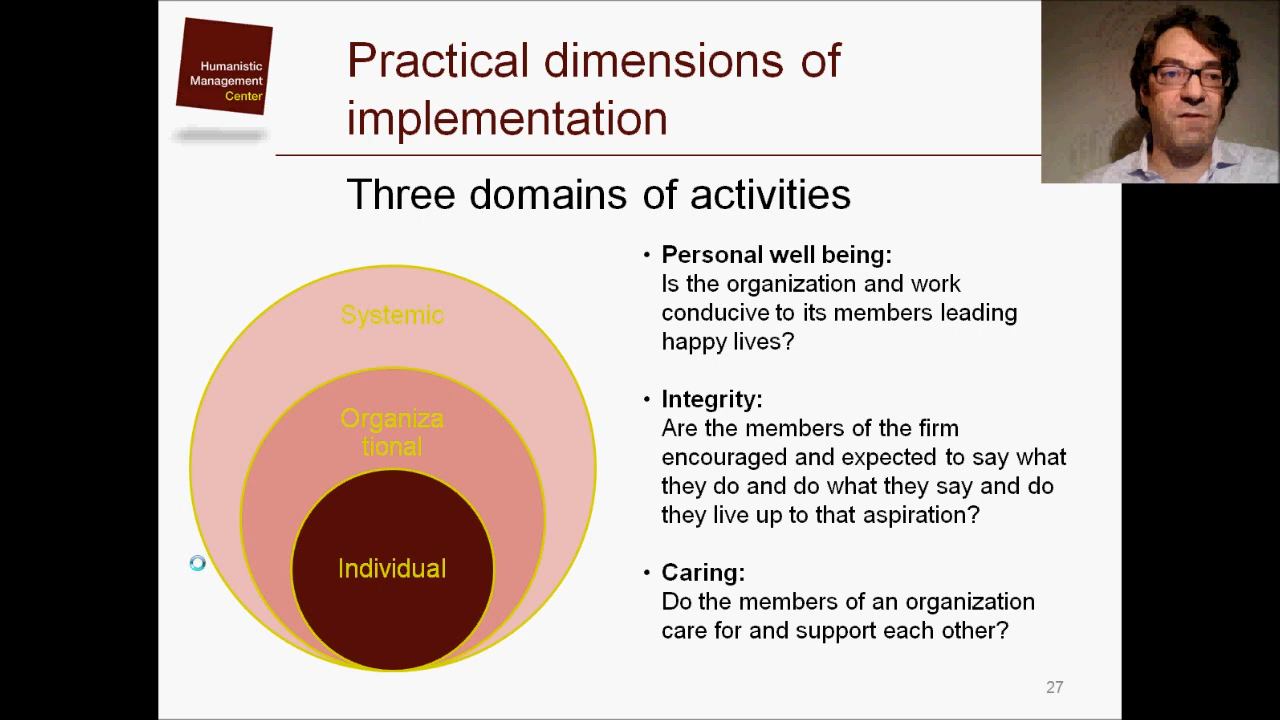 Humanistic
Management
Center
Practical dimensions of
implementation
Three domains of activities
Systemic
Organiza
tional
Individual
• Personal well being:
Is the organization and work
conducive to its members leading
happy lives?
• Integrity:
Are the members of the firm
encouraged and expected to say what
they do and do what they say and do
they live up to that aspiration?
• Caring:
Do the members of an organization
care for and support each other?
27